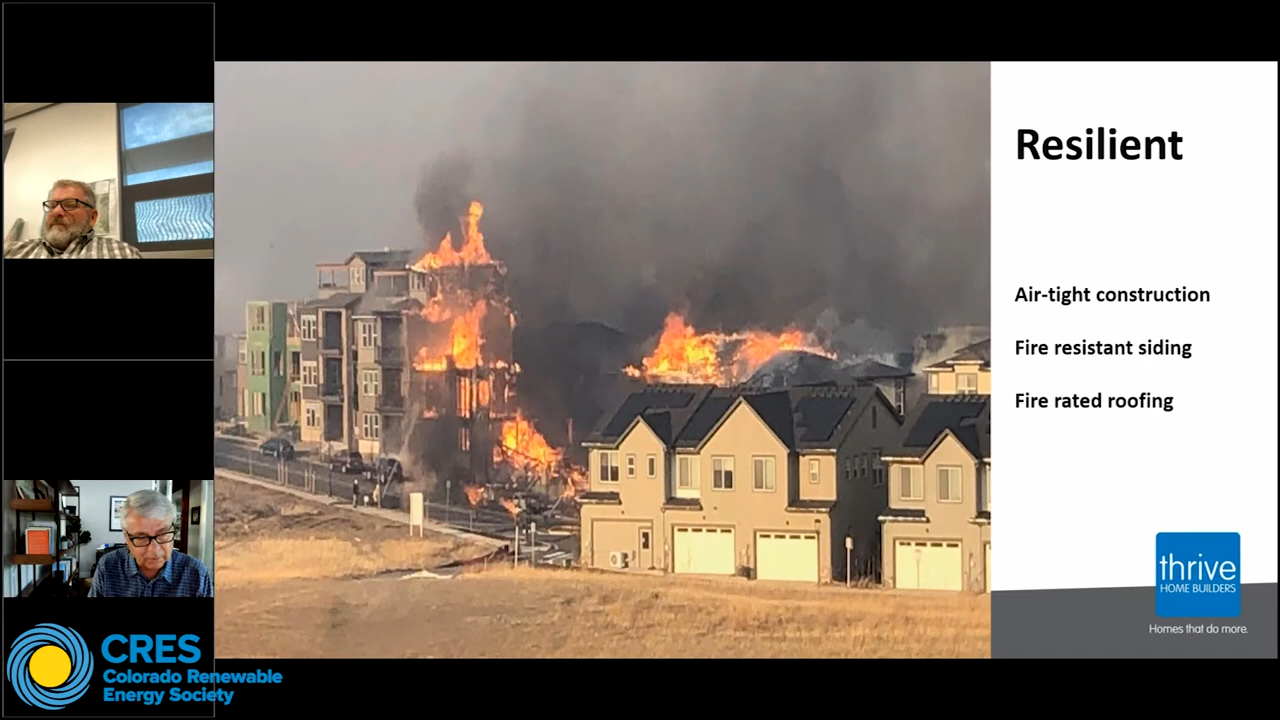 Resilient
Air-tight construction
Fire resistant siding
Fire rated roofing
thrive
HOME BUILDERS
Homes that do more.
CRES
Colorado Renewable
Energy Society